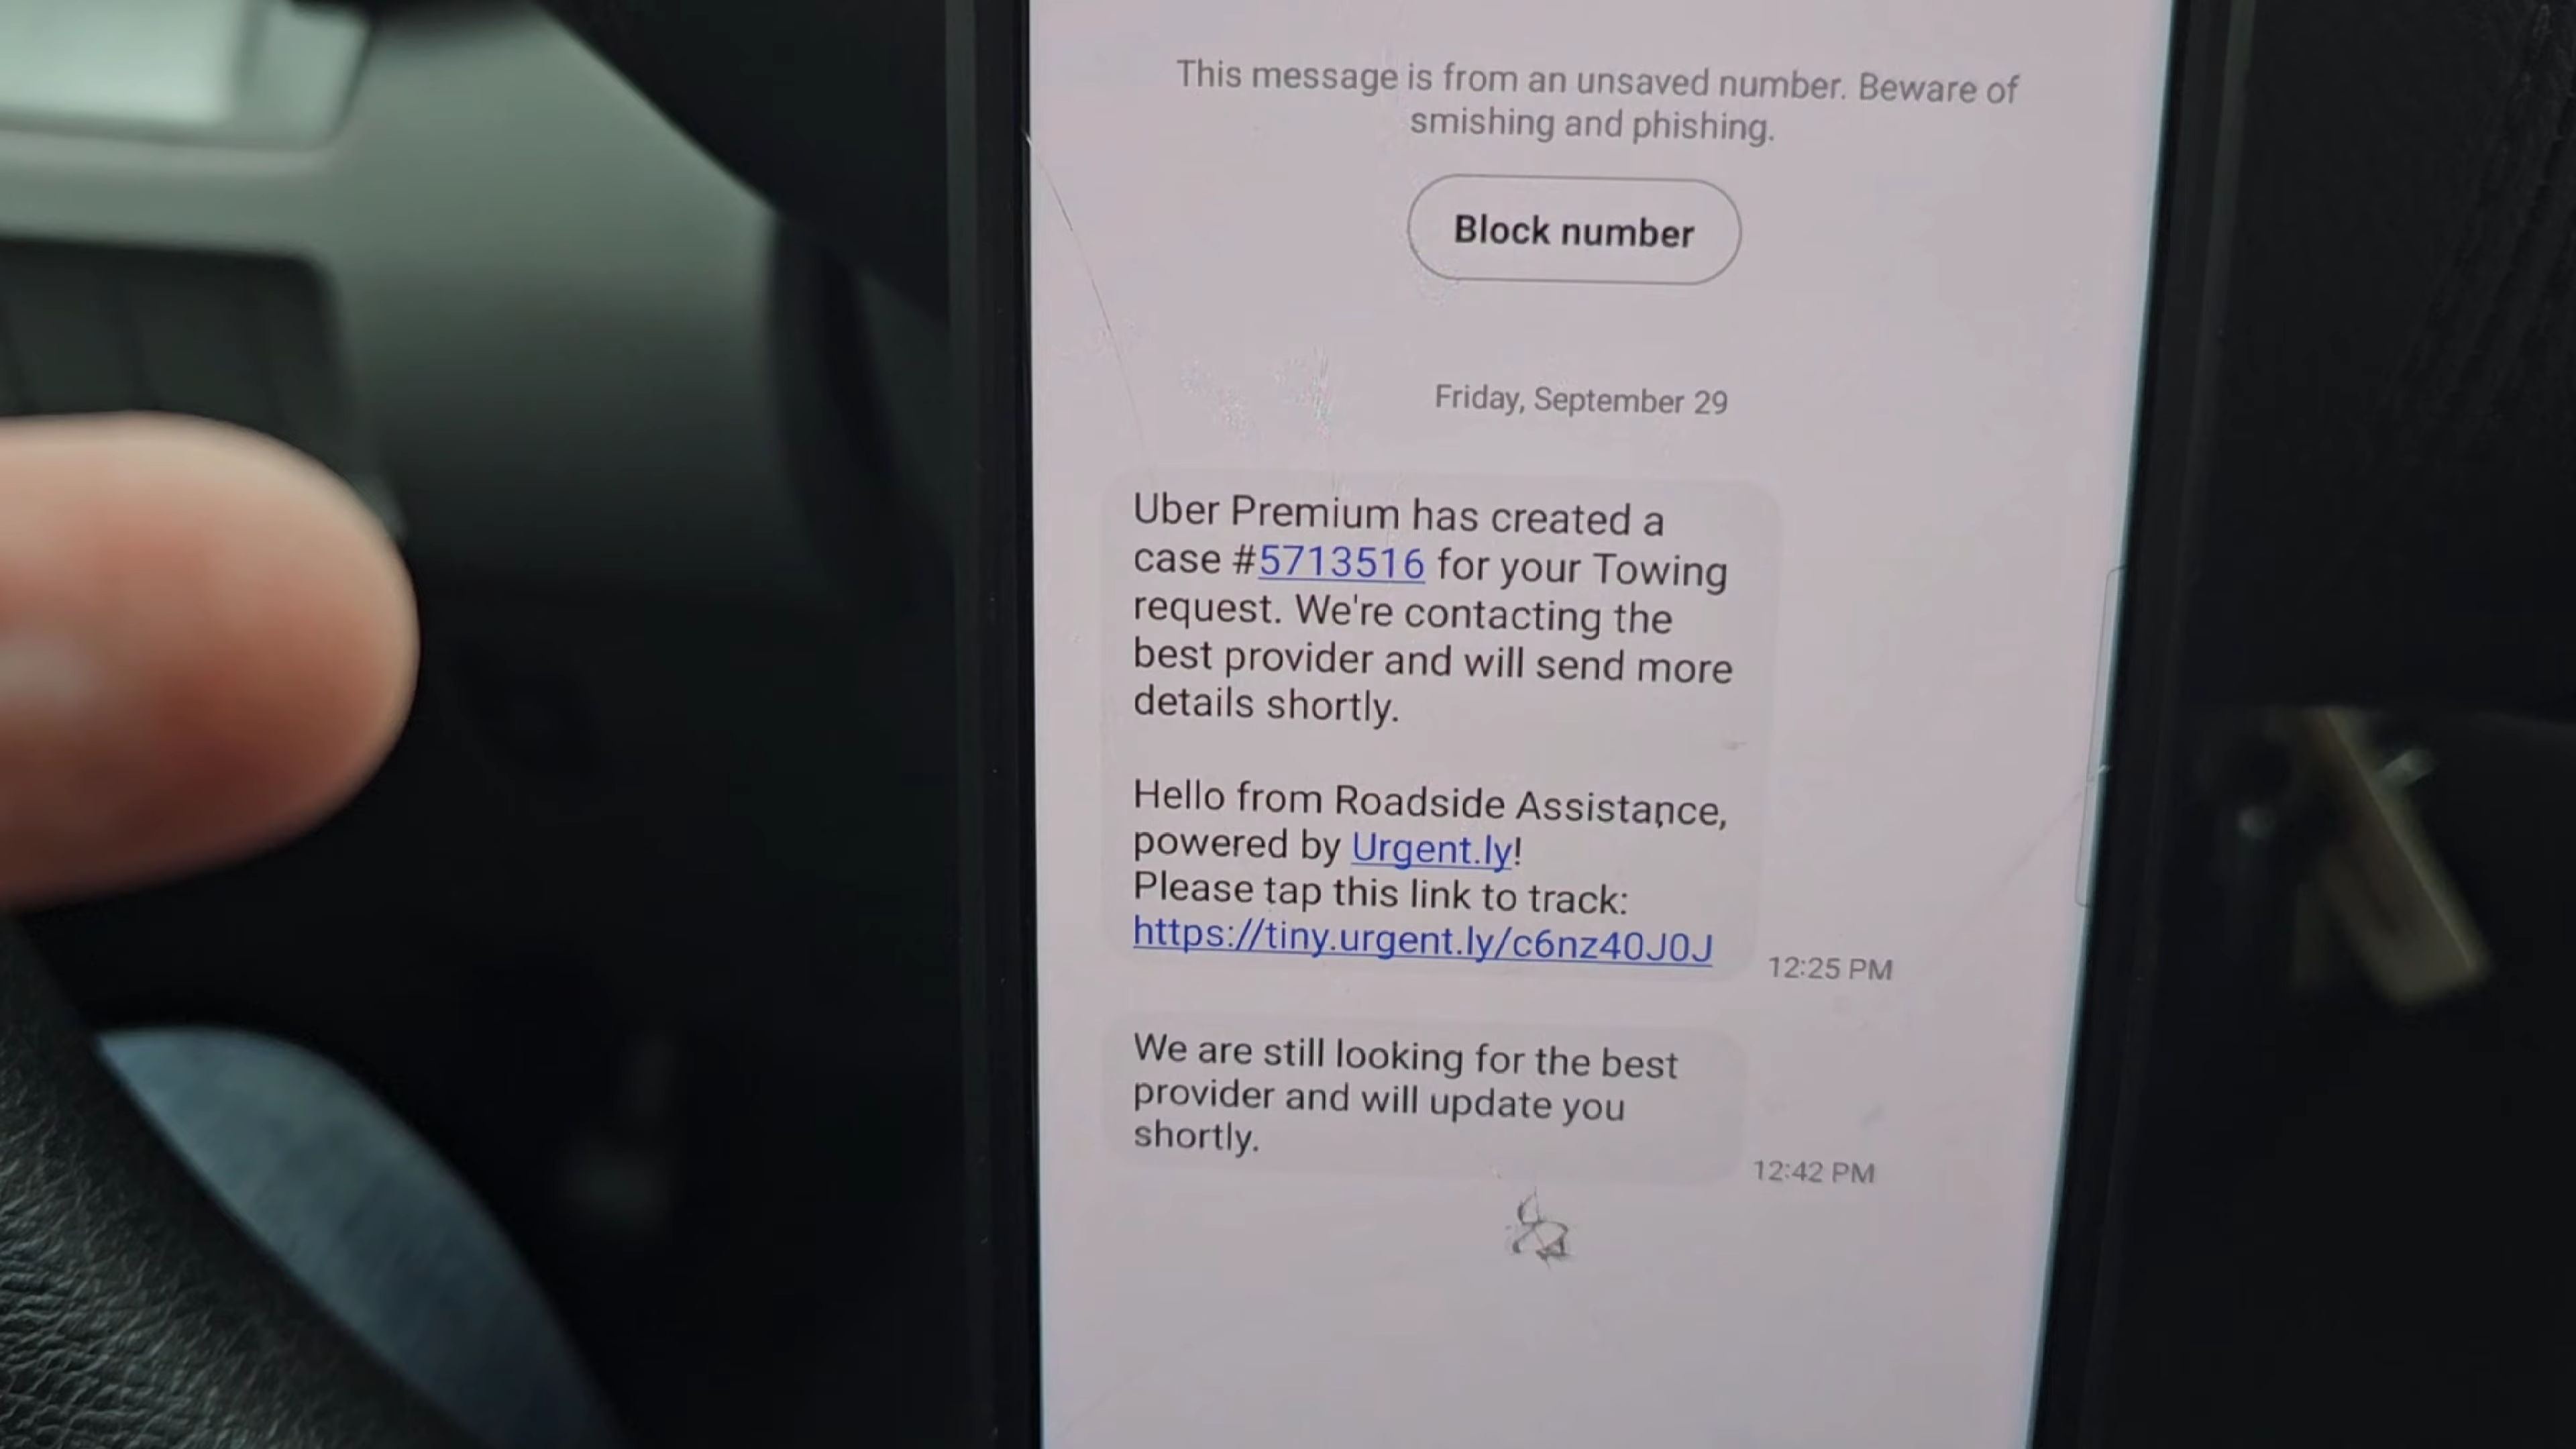 This message is from an unsaved number. Beware of
smishing and phishing.
Block number
Friday, September 29
Uber Premium has created a
case #5713516 for your Towing
request. We're contacting the
best provider and will send more
details shortly.
Hello from Roadside Assistance,
powered by Urgent.ly!
Please tap this link to track:
https://tiny.urgent.ly/c6nz40J0J
12:25 PM
We are still looking for the best
provider and will update you
shortly.
12:42 PM